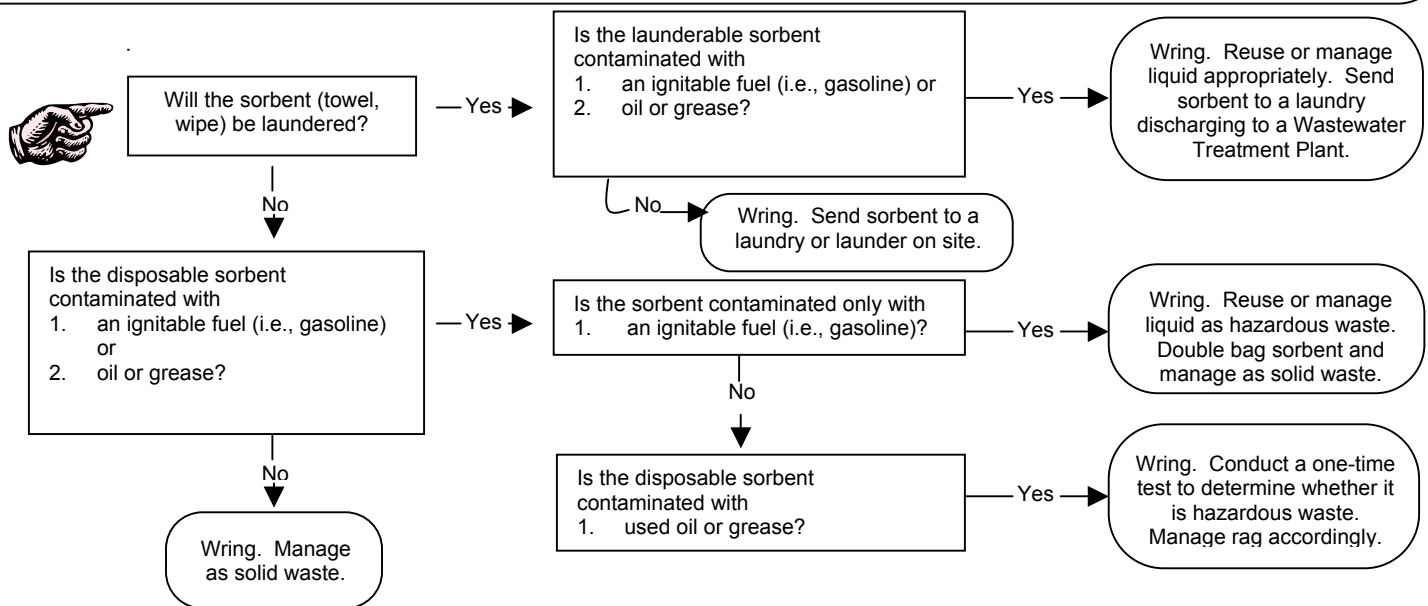 Will the sorbent (towel,
wipe) be laundered?
Yes
Is the launderable sorbent
contaminated with
1. an ignitable fuel (i.e., gasoline) or
2. oil or grease?
Yes
Wring. Reuse or manage
liquid appropriately. Send
sorbent to a laundry
discharging to a Wastewater
Treatment Plant.
No
Wring. Send sorbent to a
laundry or launder on site.
No
Is the disposable sorbent
contaminated with
1. an ignitable fuel (i.e., gasoline)
or
2. oil or grease?
Yes
Is the sorbent contaminated only with
1. an ignitable fuel (i.e., gasoline)?
Yes
Wring. Reuse or manage
liquid as hazardous waste.
Double bag sorbent and
manage as solid waste.
No
Is the disposable sorbent
contaminated with
1. used oil or grease?
Yes
Wring. Conduct a one-time
test to determine whether it
is hazardous waste.
Manage rag accordingly.
No
Wring. Manage
as solid waste.